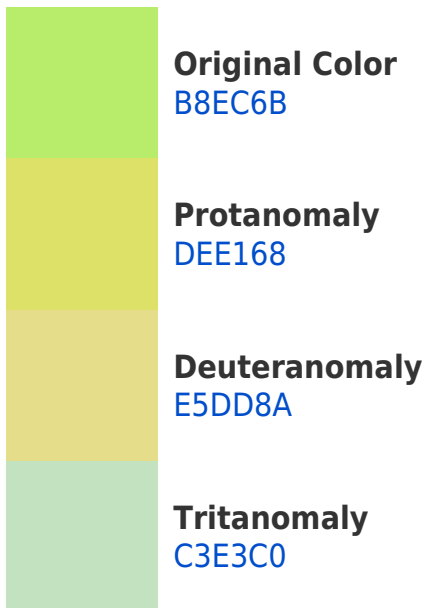 Original Color
B8EC6B
Protanomaly
DEE168
Deuteranomaly
E5DD8A
Tritanomaly
C3E3C0